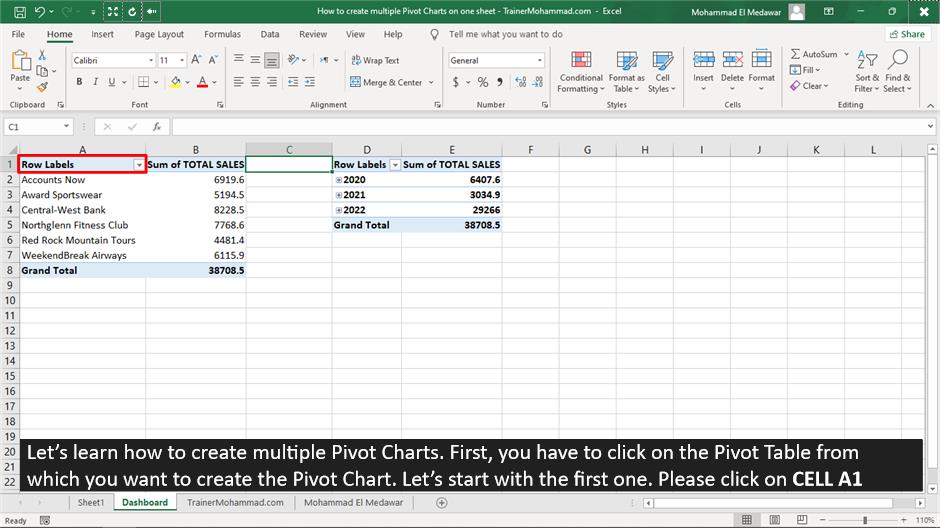 How to create multiple Pivot Charts on one sheet - TrainerMohammad.com - Excel
Mohammad El Medawar
File Home Insert Page Layout Formulas Data Review View Help Tell me what you want to do Share
Calibri 11 A^ Aˇ
Wrap Text
General
AutoSum
Paste
B I U
Merge & Center
$ % ,
Conditional Formatting
Format as Table
Cell Styles
Insert Delete Format
Fill
Clear
Sort & Filter
Find & Select
Clipboard Font Alignment Number Styles Cells Editing
C1 fx
A B C D E F G H I J K L
1 Row Labels Sum of TOTAL SALES Row Labels Sum of TOTAL SALES
2 Accounts Now 6919.6 2020 6407.6
3 Award Sportswear 5194.5 2021 3034.9
4 Central-West Bank 8228.5 2022 29266
5 Northglenn Fitness Club 7768.6 Grand Total 38708.5
6 Red Rock Mountain Tours 4481.4
7 WeekendBreak Airways 6115.9
8 Grand Total 38708.5
9
10
11
12
13
14
15
16
17
18
19
20
21
22
Let's learn how to create multiple Pivot Charts. First, you have to click on the Pivot Table from
which you want to create the Pivot Chart. Let's start with the first one. Please click on CELL A1
Sheet1 Dashboard TrainerMohammad.com Mohammad El Medawar
Ready 110%